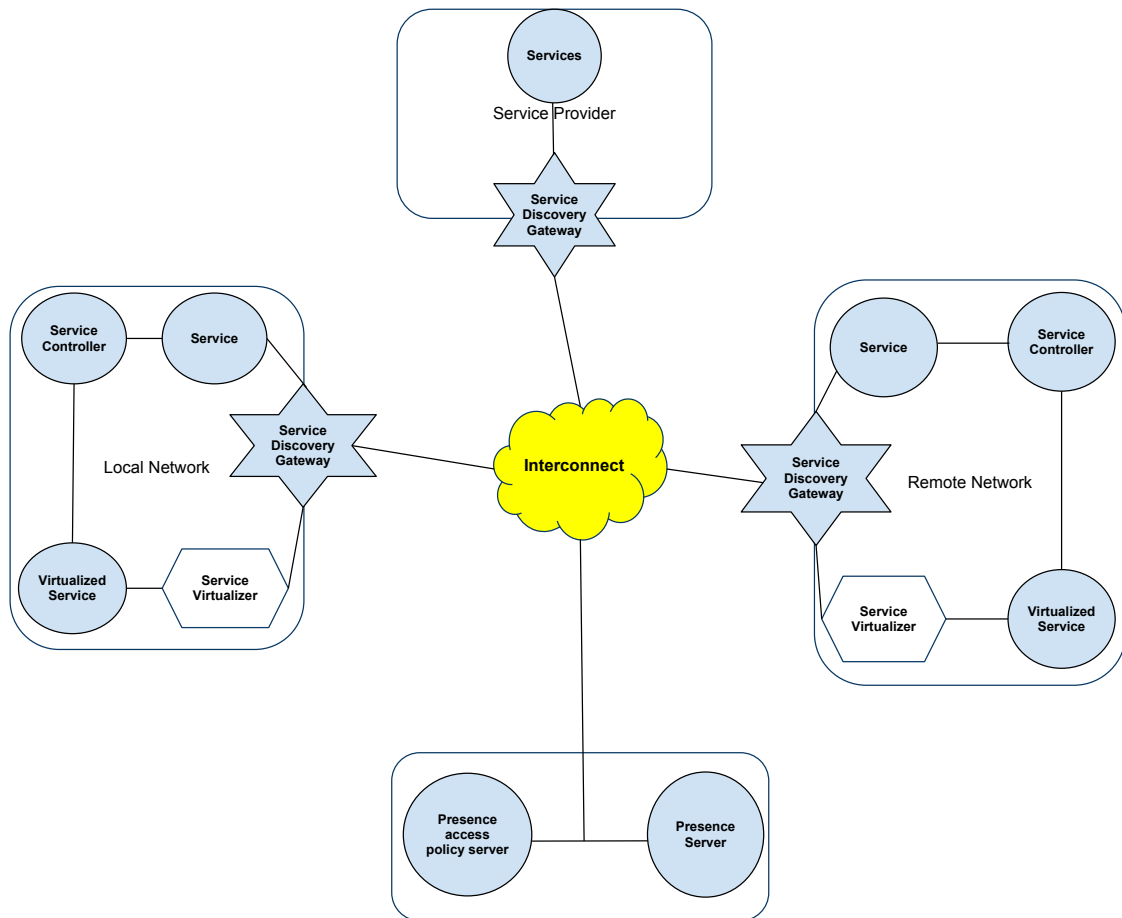 Services
Service Provider
Service
Discovery
Gateway
Service
Controller
Service
Service
Discovery
Gateway
Local Network
Virtualized
Service
Service
Virtualizer
Interconnect
Service
Service
Controller
Service
Discovery
Gateway
Remote Network
Service
Virtualizer
Virtualized
Service
Presence
access
policy server
Presence
Server